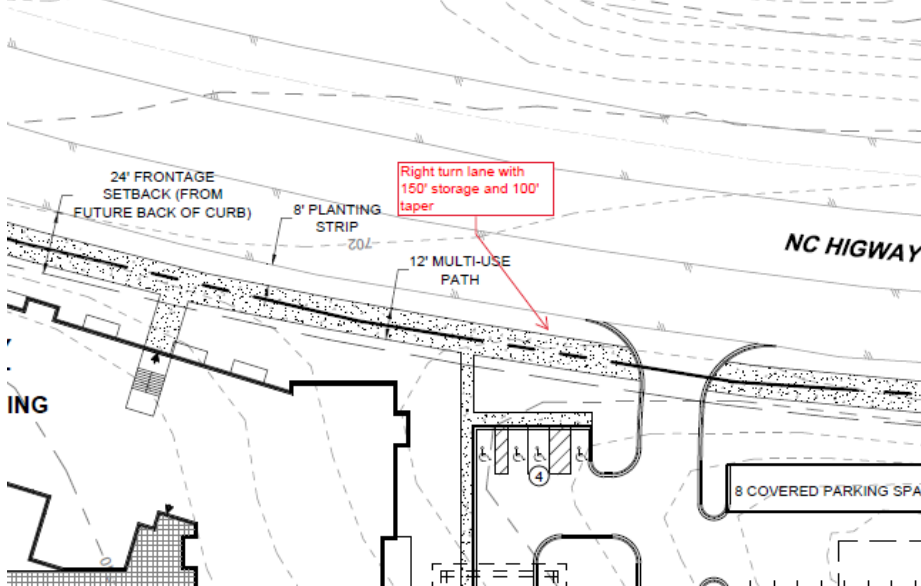 24' FRONTAGE
SETBACK (FROM
FUTURE BACK OF CURB)
8' PLANTING
STRIP
702
Right turn lane with
150' storage and 100'
taper
12' MULTI-USE
PATH
NC HIGWAY
ING
4
8 COVERED PARKING SPA